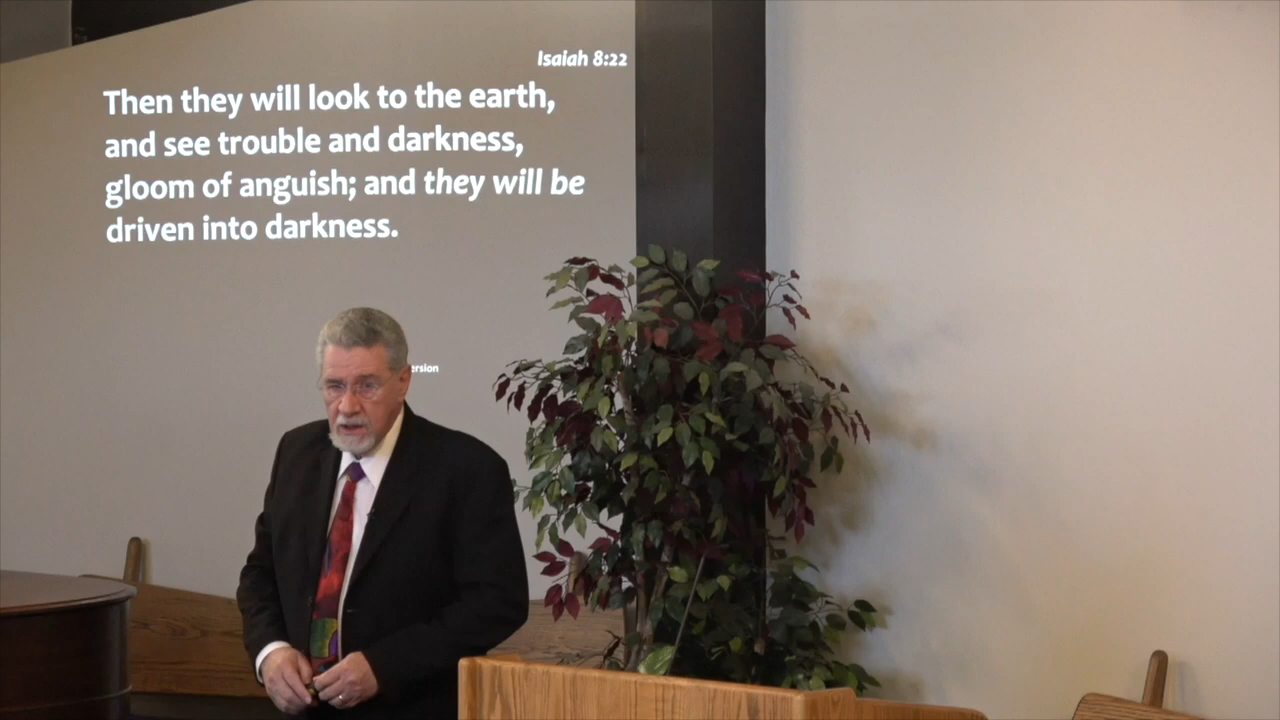 Isaiah 8:22
Then they will look to the earth,
and see trouble and darkness,
gloom of anguish; and they will be
driven into darkness.